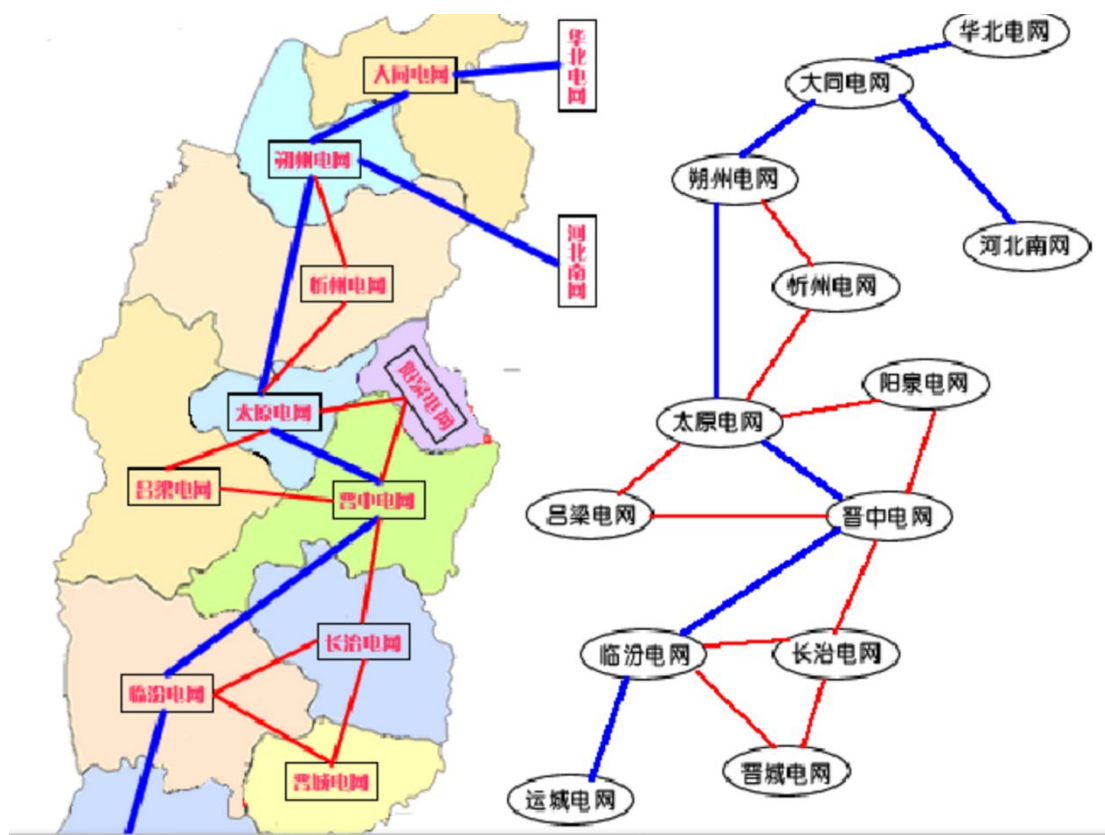 大同电网
华北电网
朔州电网
河北南网
忻州电网
阳泉电网
太原电网
吕梁电网
晋中电网
长治电网
临汾电网
晋城电网
华北电网
大同电网
朔州电网
河北南网
忻州电网
阳泉电网
太原电网
吕梁电网
晋中电网
临汾电网
长治电网
晋城电网
运城电网